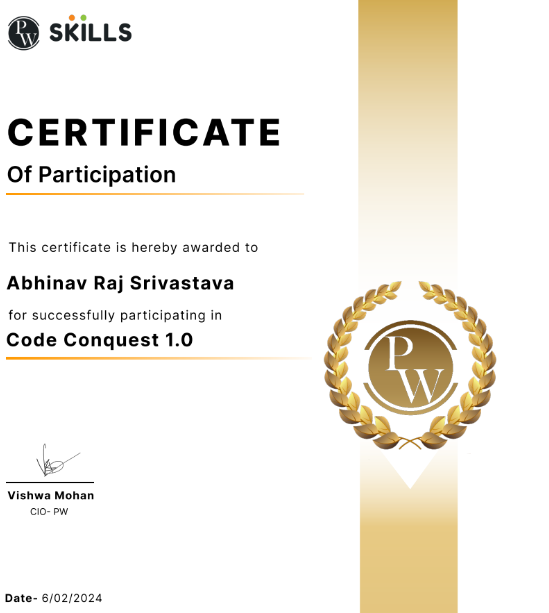 PW SKILLS
CERTIFICATE
Of Participation
This certificate is hereby awarded to
Abhinav Raj Srivastava
for successfully participating in
Code Conquest 1.0
PW
Vishwa Mohan
CIO- PW
Date- 6/02/2024